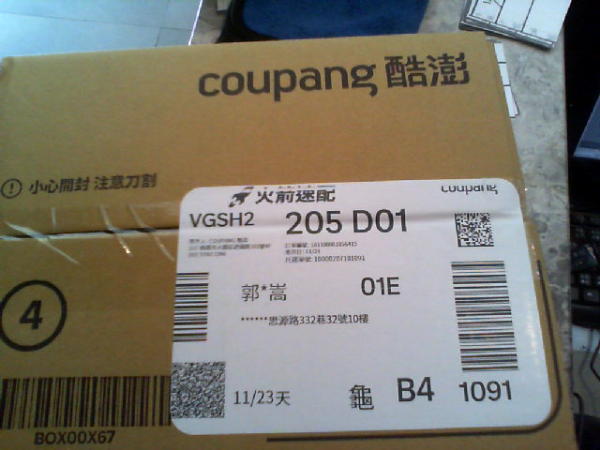 coupang 酷澎
小心開封 注意刀割
火箭速配
coupang
VGSH2
205 D01
郭*嵩
01E
******思源路332巷32號10樓
4
11/23天
龜
B4
1091
BOX00X67